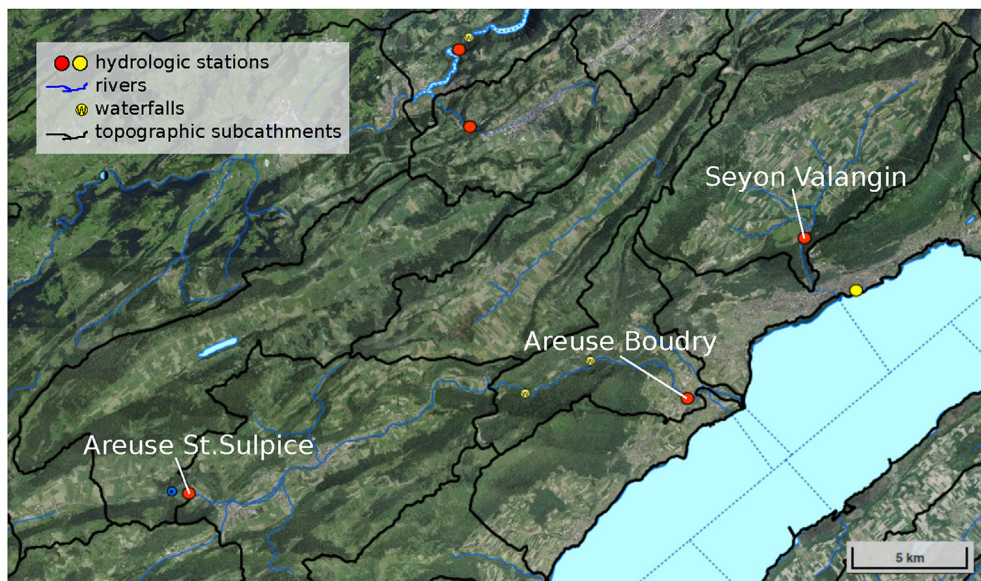 hydrologic stations
rivers
W waterfalls
topographic subcathments
Seyon Valangin
Areuse Boudry
Areuse St.Sulpice
5 km